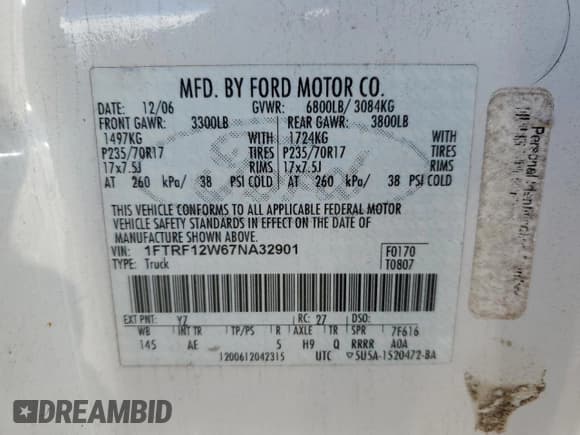 MFD. BY FORD MOTOR CO.
DATE: 12/06 GVWR: 6800LB/ 3084KG
FRONT GAWR: 3300LB REAR GAWR: 3800LB
1497KG WITH 1724KG WITH
P235/70R17 TIRES P235/70R17 TIRES
17x7.5J RIMS 17x7.5J RIMS
AT 260 kPa/ 38 PSI COLD AT 260 kPa/ 38 PSI COLD
THIS VEHICLE CONFORMS TO ALL APPLICABLE FEDERAL MOTOR
VEHICLE SAFETY STANDARDS IN EFFECT ON THE DATE OF
MANUFACTURE SHOWN ABOVE.
VIN: 1FTRF12W67NA32901 F0170
TYPE: Truck T0807
EXT PNT: YZ RC: 27 DSO:
WB INT TR TP/PS R AXLE TR SPR 7F616
145 AE 5 H9 Q RRRR A0A
1200612042315 UTC 5U5A-1520472-BA
DREAMBID